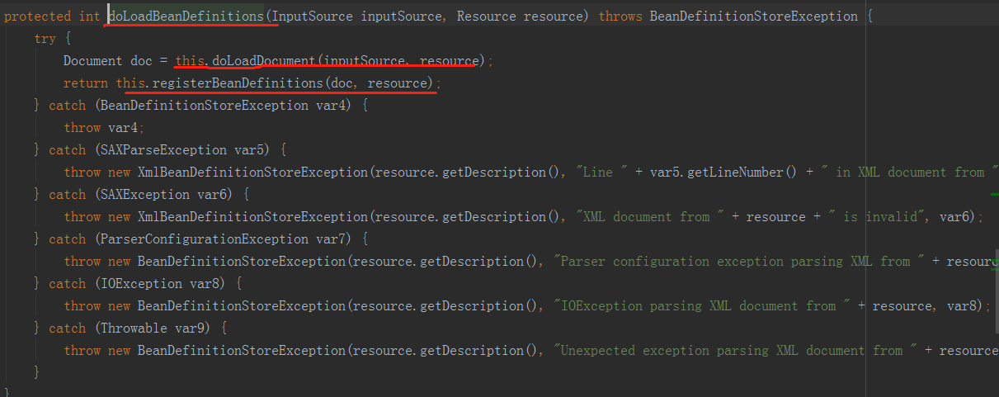 protected int doLoadBeanDefinitions(InputSource inputSource, Resource resource) throws BeanDefinitionStoreException {
try {
Document doc = this.doLoadDocument(inputSource, resource);
return this.registerBeanDefinitions(doc, resource);
} catch (BeanDefinitionStoreException var4) {
throw var4;
} catch (SAXParseException var5) {
throw new XmlBeanDefinitionStoreException(resource.getDescription(), "Line " + var5.getLineNumber() + " in XML document from "
} catch (SAXException var6) {
throw new XmlBeanDefinitionStoreException(resource.getDescription(), "XML document from " + resource + " is invalid", var6);
} catch (ParserConfigurationException var7) {
throw new BeanDefinitionStoreException(resource.getDescription(), "Parser configuration exception parsing XML from " + resourc
} catch (IOException var8) {
throw new BeanDefinitionStoreException(resource.getDescription(), "IOException parsing XML document from " + resource, var8);
} catch (Throwable var9) {
throw new BeanDefinitionStoreException(resource.getDescription(), "Unexpected exception parsing XML document from " + resource
}
}